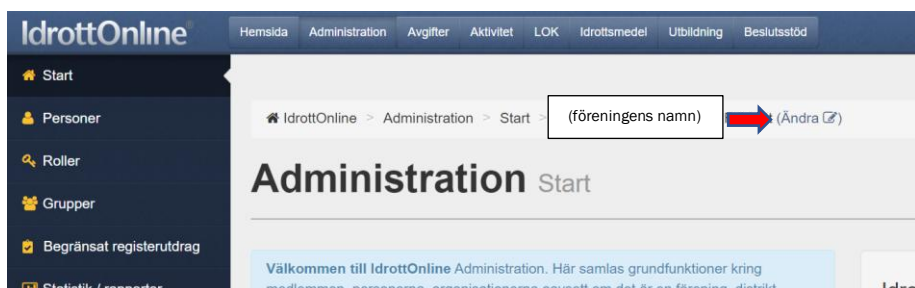 IdrottOnline®
Hemsida Administration Avgifter Aktivitet LOK Idrottsmedel Utbildning Beslutsstöd
Start
Personer
Roller
Grupper
Begränsat registerutdrag
IdrottOnline > Administration > Start > (föreningens namn) (Ändra)
Administration Start
Välkommen till IdrottOnline Administration. Här samlas grundfunktioner kring